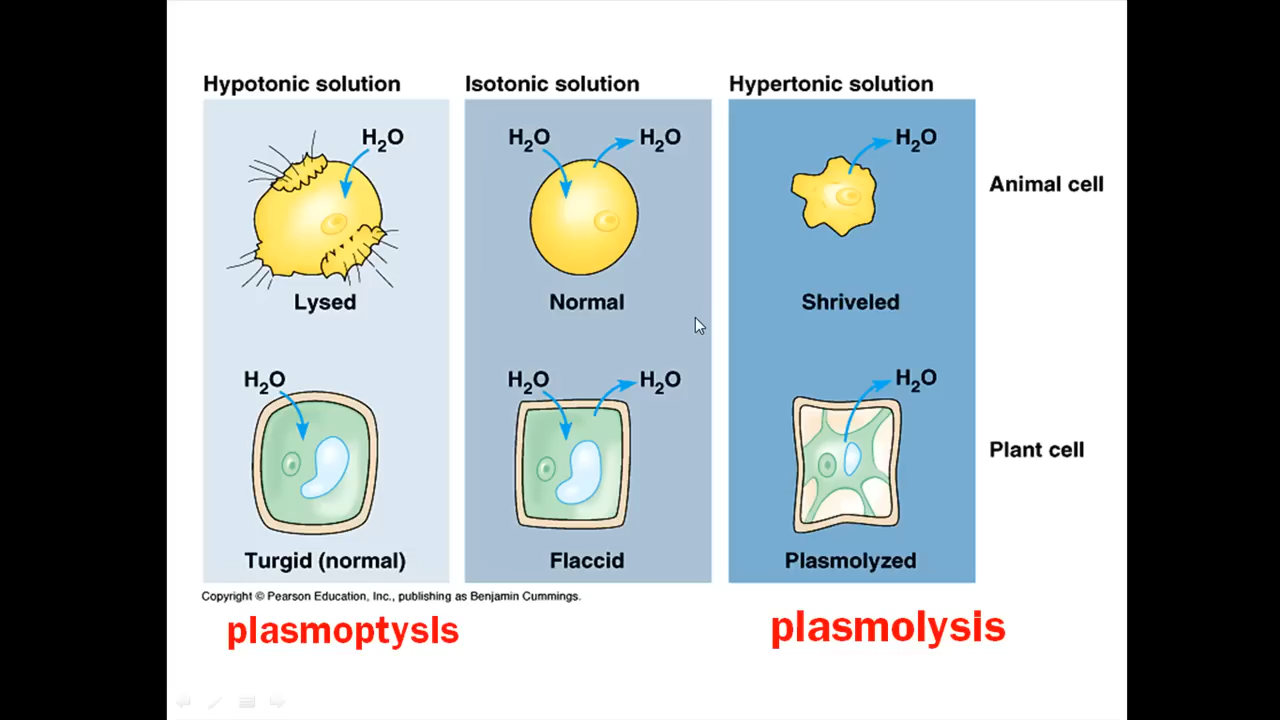 Hypotonic solution
Isotonic solution
Hypertonic solution
H₂O
H₂O
H₂O
H₂O
Animal cell
Lysed
Normal
Shriveled
H₂O
H₂O
H₂O
H₂O
Plant cell
Turgid (normal)
Flaccid
Plasmolyzed
Copyright © Pearson Education, Inc., publishing as Benjamin Cummings.
plasmoptysls
plasmolysis